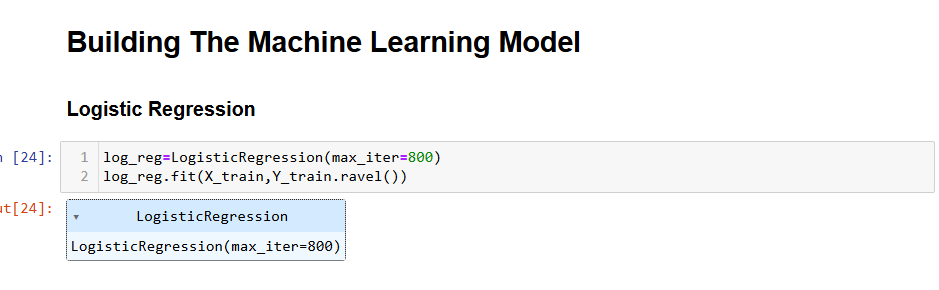 Building The Machine Learning Model
Logistic Regression
[24]:
1 log_reg=LogisticRegression(max_iter=800)
2 log_reg.fit(X_train,Y_train.ravel())
ut[24]:
▾ LogisticRegression
LogisticRegression(max_iter=800)